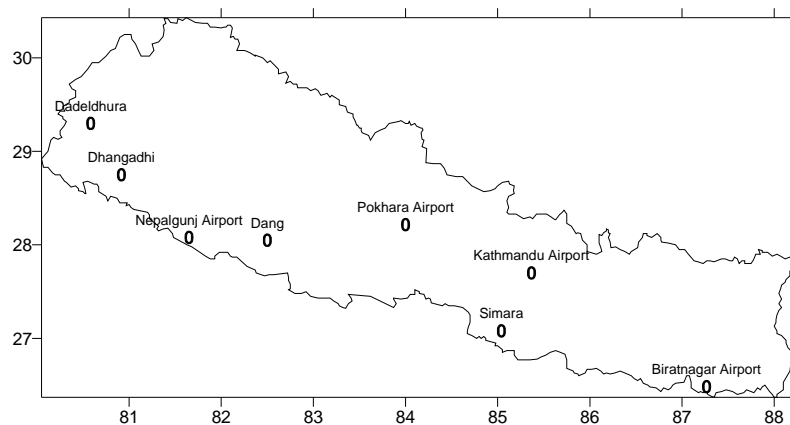 30
Dadeldhura
0
29
Dhangadhi
0
Pokhara Airport
0
Nepalgunj Airport
0
Dang
0
28
Kathmandu Airport
0
Simara
0
27
Biratnagar Airport
0
81 82 83 84 85 86 87 88